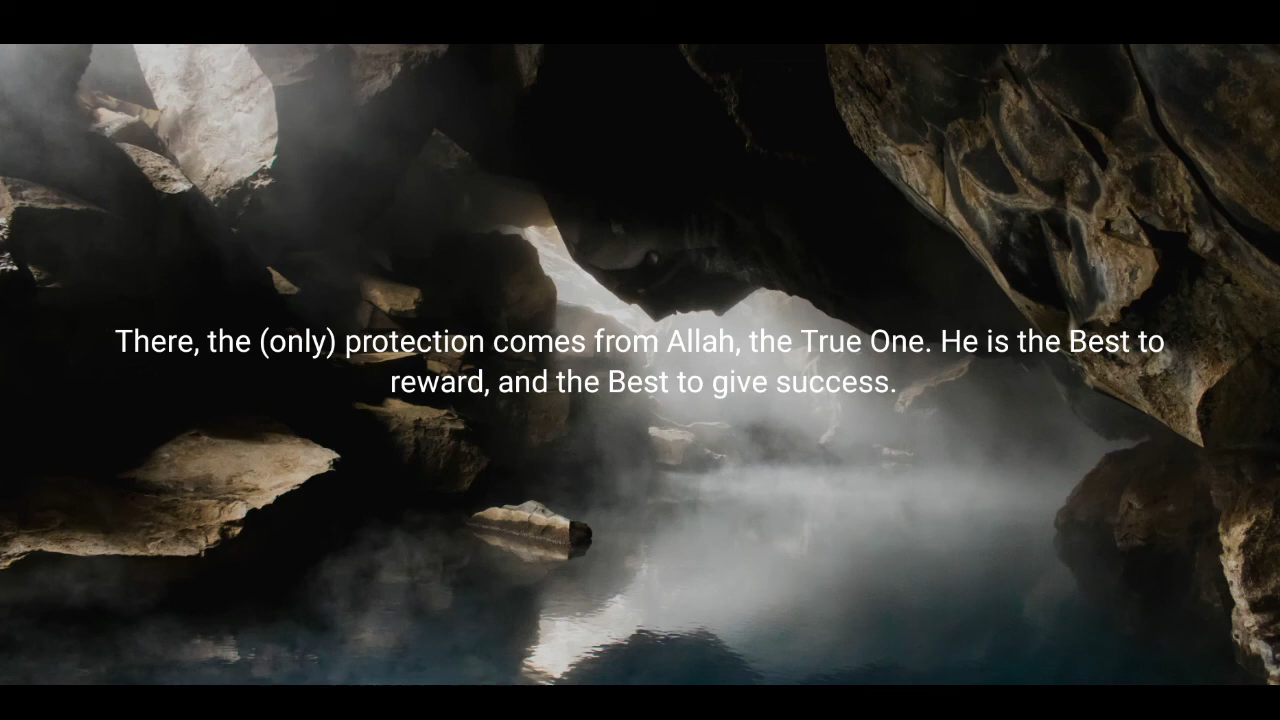 There, the (only) protection comes from Allah, the True One. He is the Best to
reward, and the Best to give success.